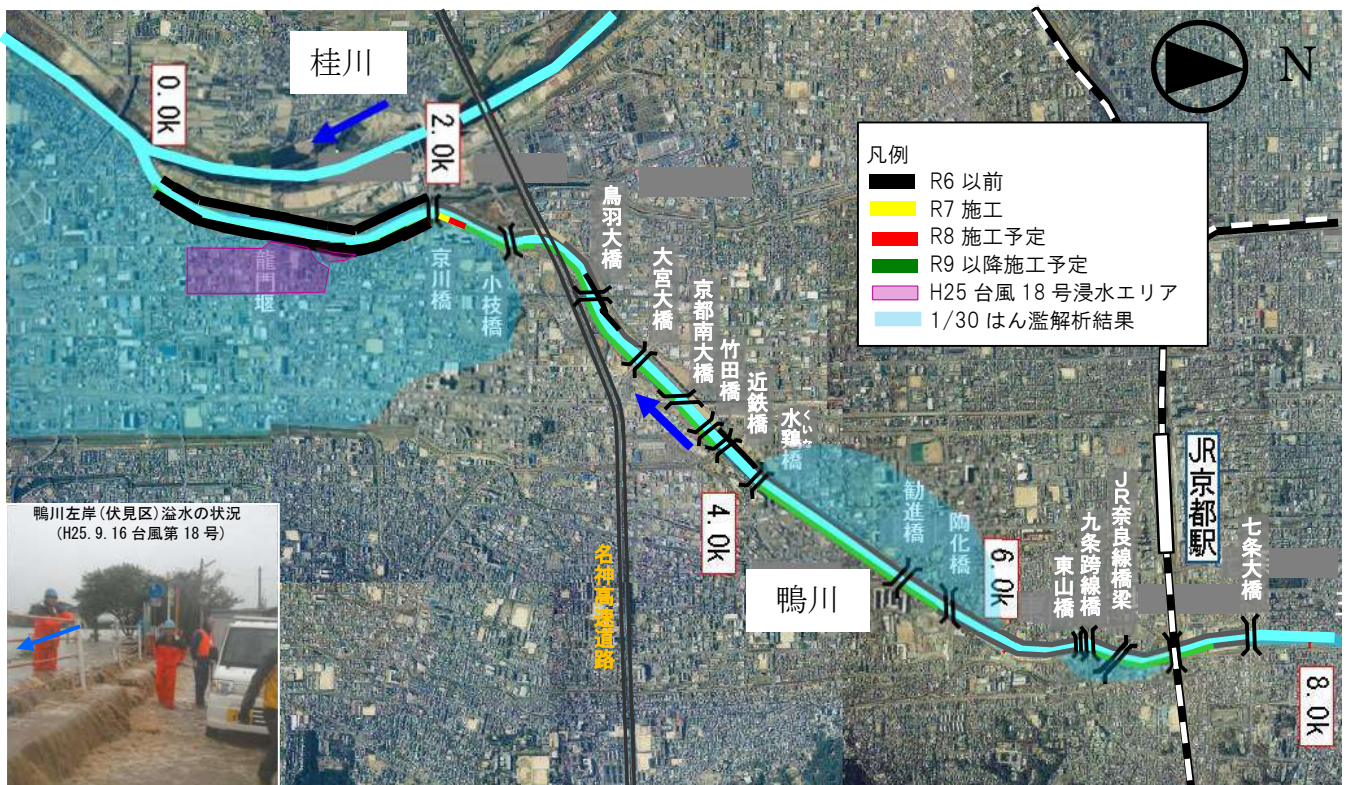 桂川
N
0.0k
2.0k
凡例
R6 以前
R7 施工
R8 施工予定
R9 以降施工予定
H25 台風 18 号浸水エリア
1/30 はん濫解析結果
龍門堰
京川橋
小枝橋
鳥羽大橋
大宮大橋
京都南大橋
竹田橋
近鉄橋
水鶏橋
くいな
勧進橋
陶化橋
4.0k
6.0k
東山橋
九条跨線橋
JR奈良線橋梁
JR京都駅
七条大橋
8.0k
名神高速道路
鴨川
鴨川左岸(伏見区)溢水の状況
(H25.9.16 台風第 18 号)